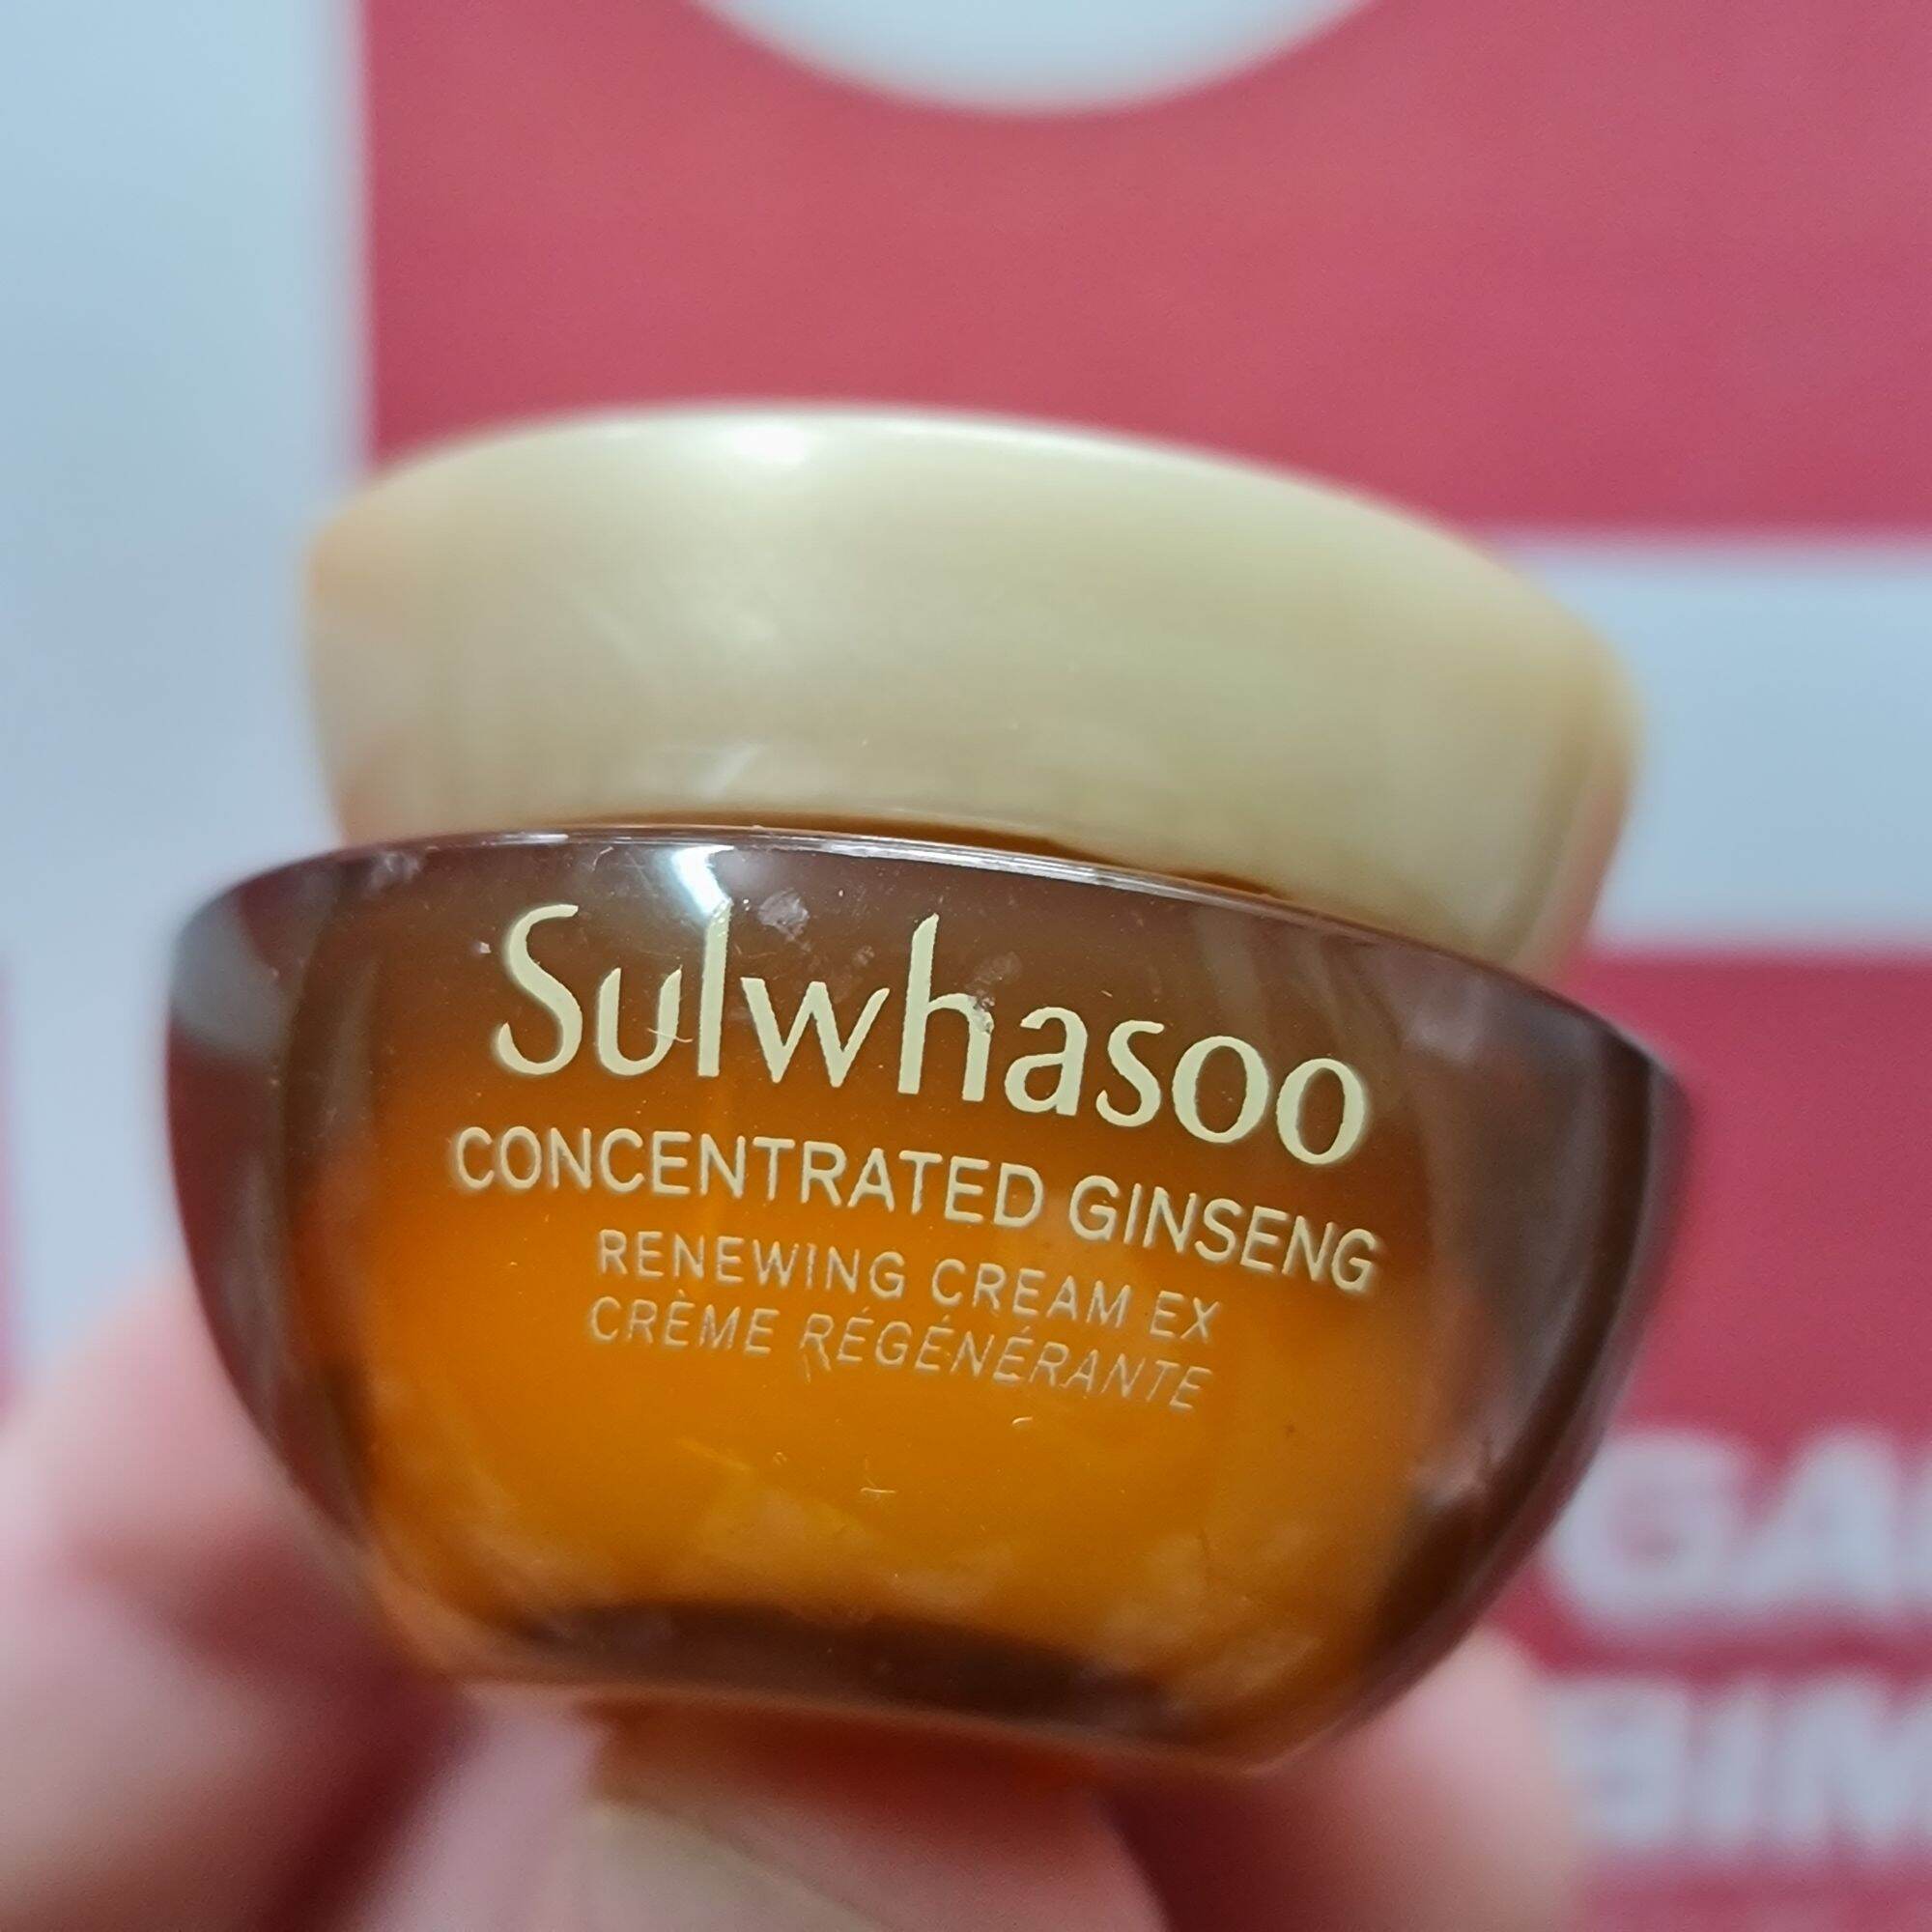 Sulwhasoo
CONCENTRATED GINSENG
RENEWING CREAM EX
CRÈME RÉGÉNÉRANTE